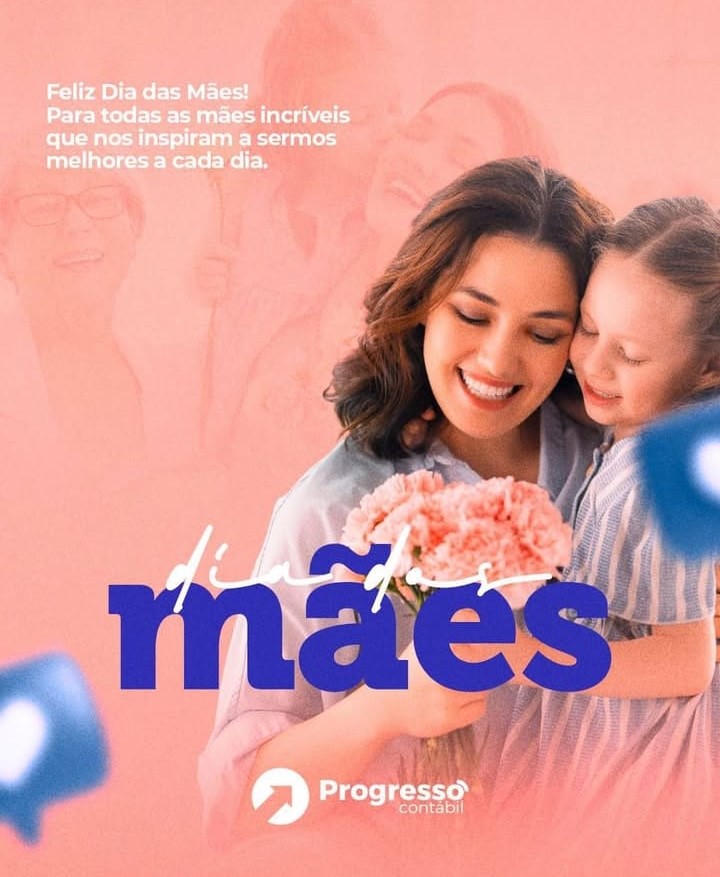 Feliz Dia das Mães!
Para todas as mães incríveis
que nos inspiram a sermos
melhores a cada dia.
dia das
mães
Progresso
contábil